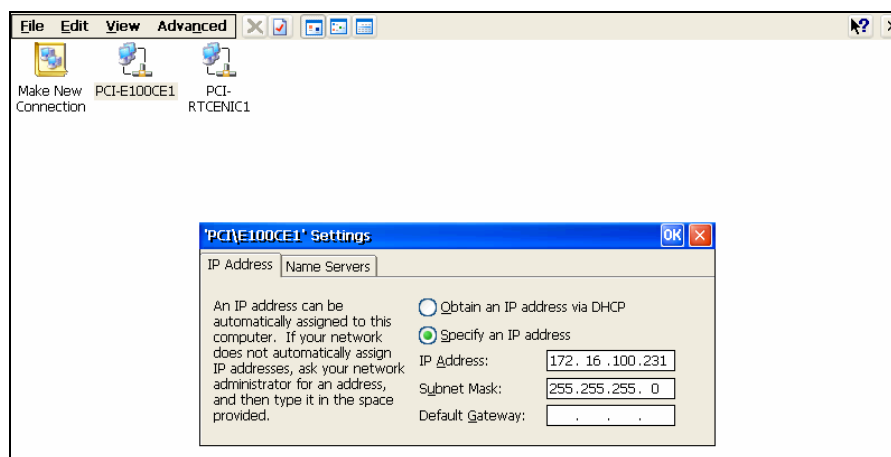 File Edit View Advanced
Make New
Connection
PCI-E100CE1
PCI-
RTCENIC1
'PCI\E100CE1' Settings OK
IP Address Name Servers
An IP address can be
automatically assigned to this
computer. If your network
does not automatically assign
IP addresses, ask your network
administrator for an address,
and then type it in the space
provided.
Obtain an IP address via DHCP
Specify an IP address
IP Address: 172. 16 .100.231
Subnet Mask: 255.255.255. 0
Default Gateway: . . .